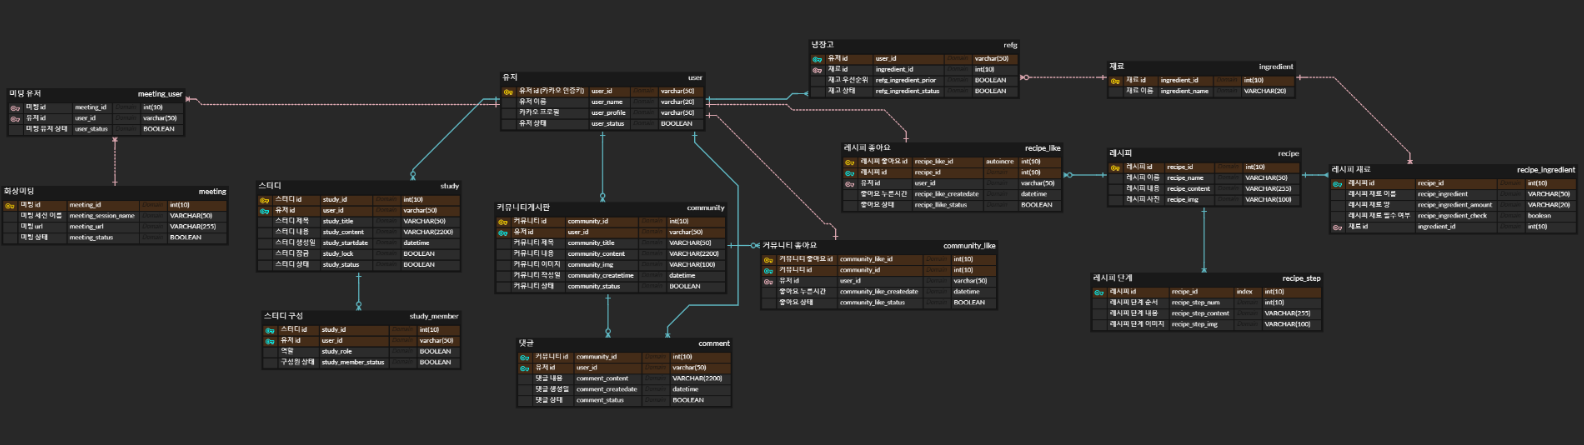 미팅 유저 meeting_user
미팅 id meeting_id int(10)
유저 id user_id varchar(50)
미팅 유저 상태 user_status BOOLEAN
화상미팅 meeting
미팅 id meeting_id int(10)
미팅 세션 이름 meeting_session_name VARCHAR(50)
미팅 url meeting_url VARCHAR(255)
미팅 상태 meeting_status BOOLEAN
유저 user
유저 id(카카오 인증키) user_id varchar(50)
유저 이름 user_name varchar(20)
카카오 프로필 user_profile varchar(50)
유저 상태 user_status BOOLEAN
스터디 study
스터디 id study_id int(10)
유저 id user_id varchar(50)
스터디 제목 study_title VARCHAR(50)
스터디 내용 study_content VARCHAR(2200)
스터디 생성일 study_startdate datetime
스터디 잠금 study_lock BOOLEAN
스터디 상태 study_status BOOLEAN
스터디 구성 study_member
스터디 id study_id int(10)
유저 id user_id varchar(50)
역할 study_role BOOLEAN
구성원 상태 study_member_status BOOLEAN
커뮤니티게시판 community
커뮤니티 id community_id int(10)
유저 id user_id varchar(50)
커뮤니티 제목 community_title VARCHAR(50)
커뮤니티 내용 community_content VARCHAR(2200)
커뮤니티 이미지 community_img VARCHAR(100)
커뮤니티 작성일 community_createtime datetime
커뮤니티 상태 community_status BOOLEAN
댓글 comment
커뮤니티 id community_id int(10)
유저 id user_id varchar(50)
댓글 내용 comment_content VARCHAR(2200)
댓글 생성일 comment_createdate datetime
댓글 상태 comment_status BOOLEAN
냉장고 refg
유저 id user_id varchar(50)
재료 id ingredient_id int(10)
재고 우선순위 refg_ingredient_prior BOOLEAN
재고 상태 refg_ingredient_status BOOLEAN
레시피 좋아요 recipe_like
레시피 좋아요 id recipe_like_id autoincre int(10)
레시피 id recipe_id int(10)
유저 id user_id varchar(50)
좋아요 누른시간 recipe_like_createdate datetime
좋아요 상태 recipe_like_status BOOLEAN
커뮤니티 좋아요 community_like
커뮤니티 좋아요 id community_like_id int(10)
커뮤니티 id community_id int(10)
유저 id user_id varchar(50)
좋아요 누른시간 community_like_createdate datetime
좋아요 상태 community_like_status BOOLEAN
재료 ingredient
재료 id ingredient_id int(10)
재료 이름 ingredient_name VARCHAR(20)
레시피 recipe
레시피 id recipe_id int(10)
레시피 이름 recipe_name VARCHAR(50)
레시피 내용 recipe_content VARCHAR(255)
레시피 사진 recipe_img VARCHAR(100)
레시피 단계 recipe_step
레시피 id recipe_id index int(10)
레시피 단계 순서 recipe_step_num int(10)
레시피 단계 내용 recipe_step_content VARCHAR(255)
레시피 단계 이미지 recipe_step_img VARCHAR(100)
레시피 재료 recipe_ingredient
레시피 id recipe_id int(10)
레시피 재료 이름 recipe_ingredient VARCHAR(50)
레시피 재료 양 recipe_ingredient_amount VARCHAR(20)
레시피 재료 필수 여부 recipe_ingredient_check boolean
재료 id ingredient_id int(10)